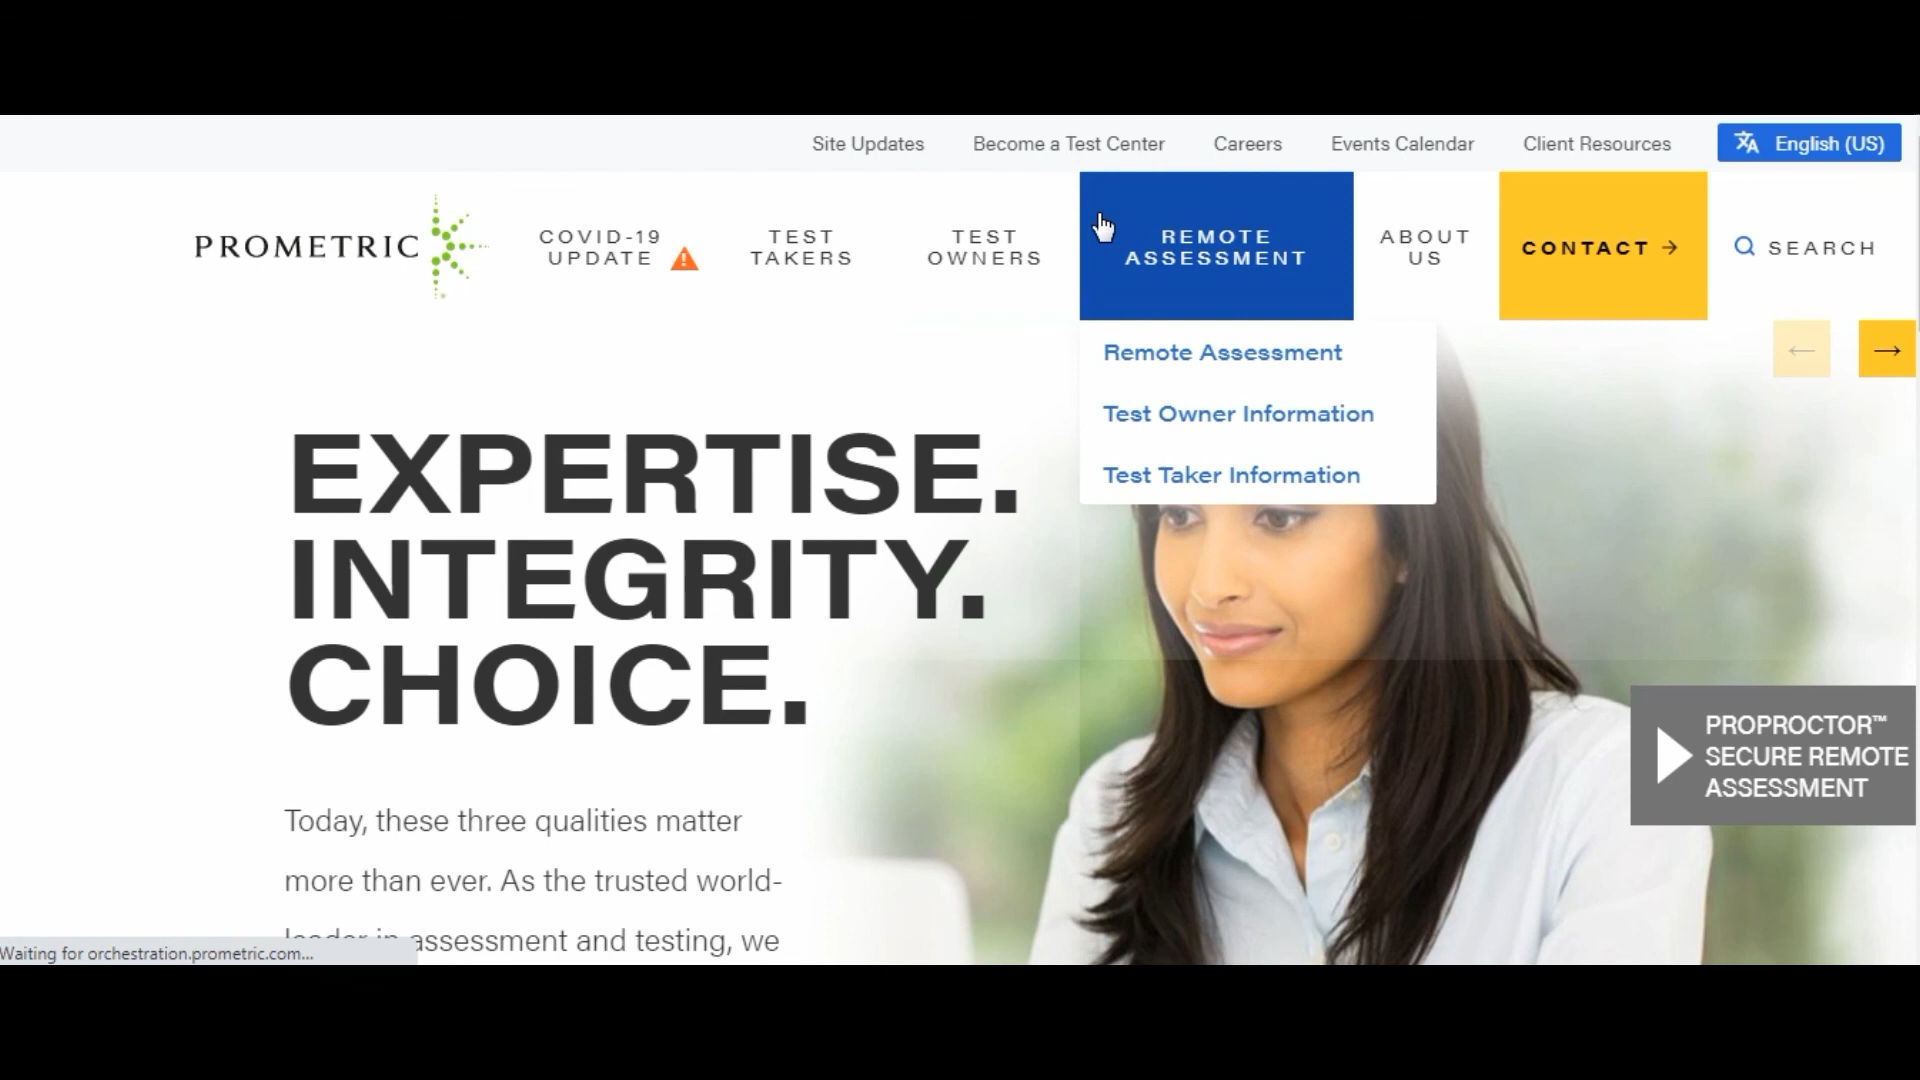 Site Updates
Become a Test Center
Careers
Events Calendar
Client Resources
English (US)
PROMETRIC
COVID-19
UPDATE
TEST
TAKERS
TEST
OWNERS
REMOTE
ASSESSMENT
ABOUT
US
CONTACT →
SEARCH
Remote Assessment
Test Owner Information
Test Taker Information
← →
EXPERTISE.
INTEGRITY.
CHOICE.
PROPROCTOR™
SECURE REMOTE
ASSESSMENT
Today, these three qualities matter
more than ever. As the trusted world-
leader in assessment and testing, we
Waiting for orchestration.prometric.com...